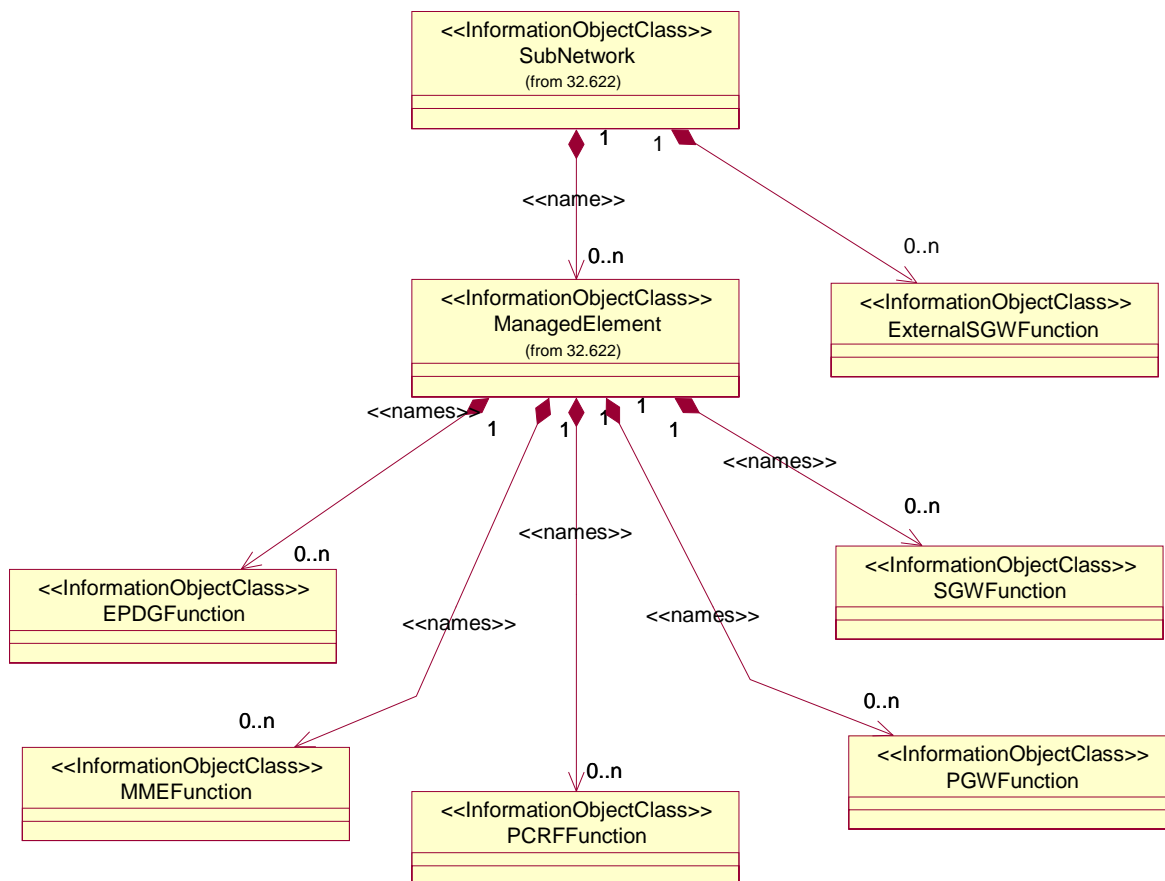 <<InformationObjectClass>>
SubNetwork
(from 32.622)
1
1
<<name>>
0..n
0..n
<<InformationObjectClass>>
ManagedElement
(from 32.622)
<<InformationObjectClass>>
ExternalSGWFunction
<<names>>
1
1
1
1
1
<<names>>
0..n
<<names>>
0..n
<<InformationObjectClass>>
EPDGFunction
<<InformationObjectClass>>
SGWFunction
<<names>>
<<names>>
0..n
0..n
<<InformationObjectClass>>
MMEFunction
<<InformationObjectClass>>
PGWFunction
0..n
<<InformationObjectClass>>
PCRFFunction